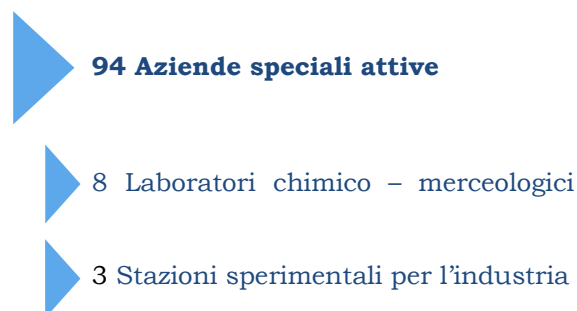 94 Aziende speciali attive
8 Laboratori chimico – merceologici
3 Stazioni sperimentali per l'industria